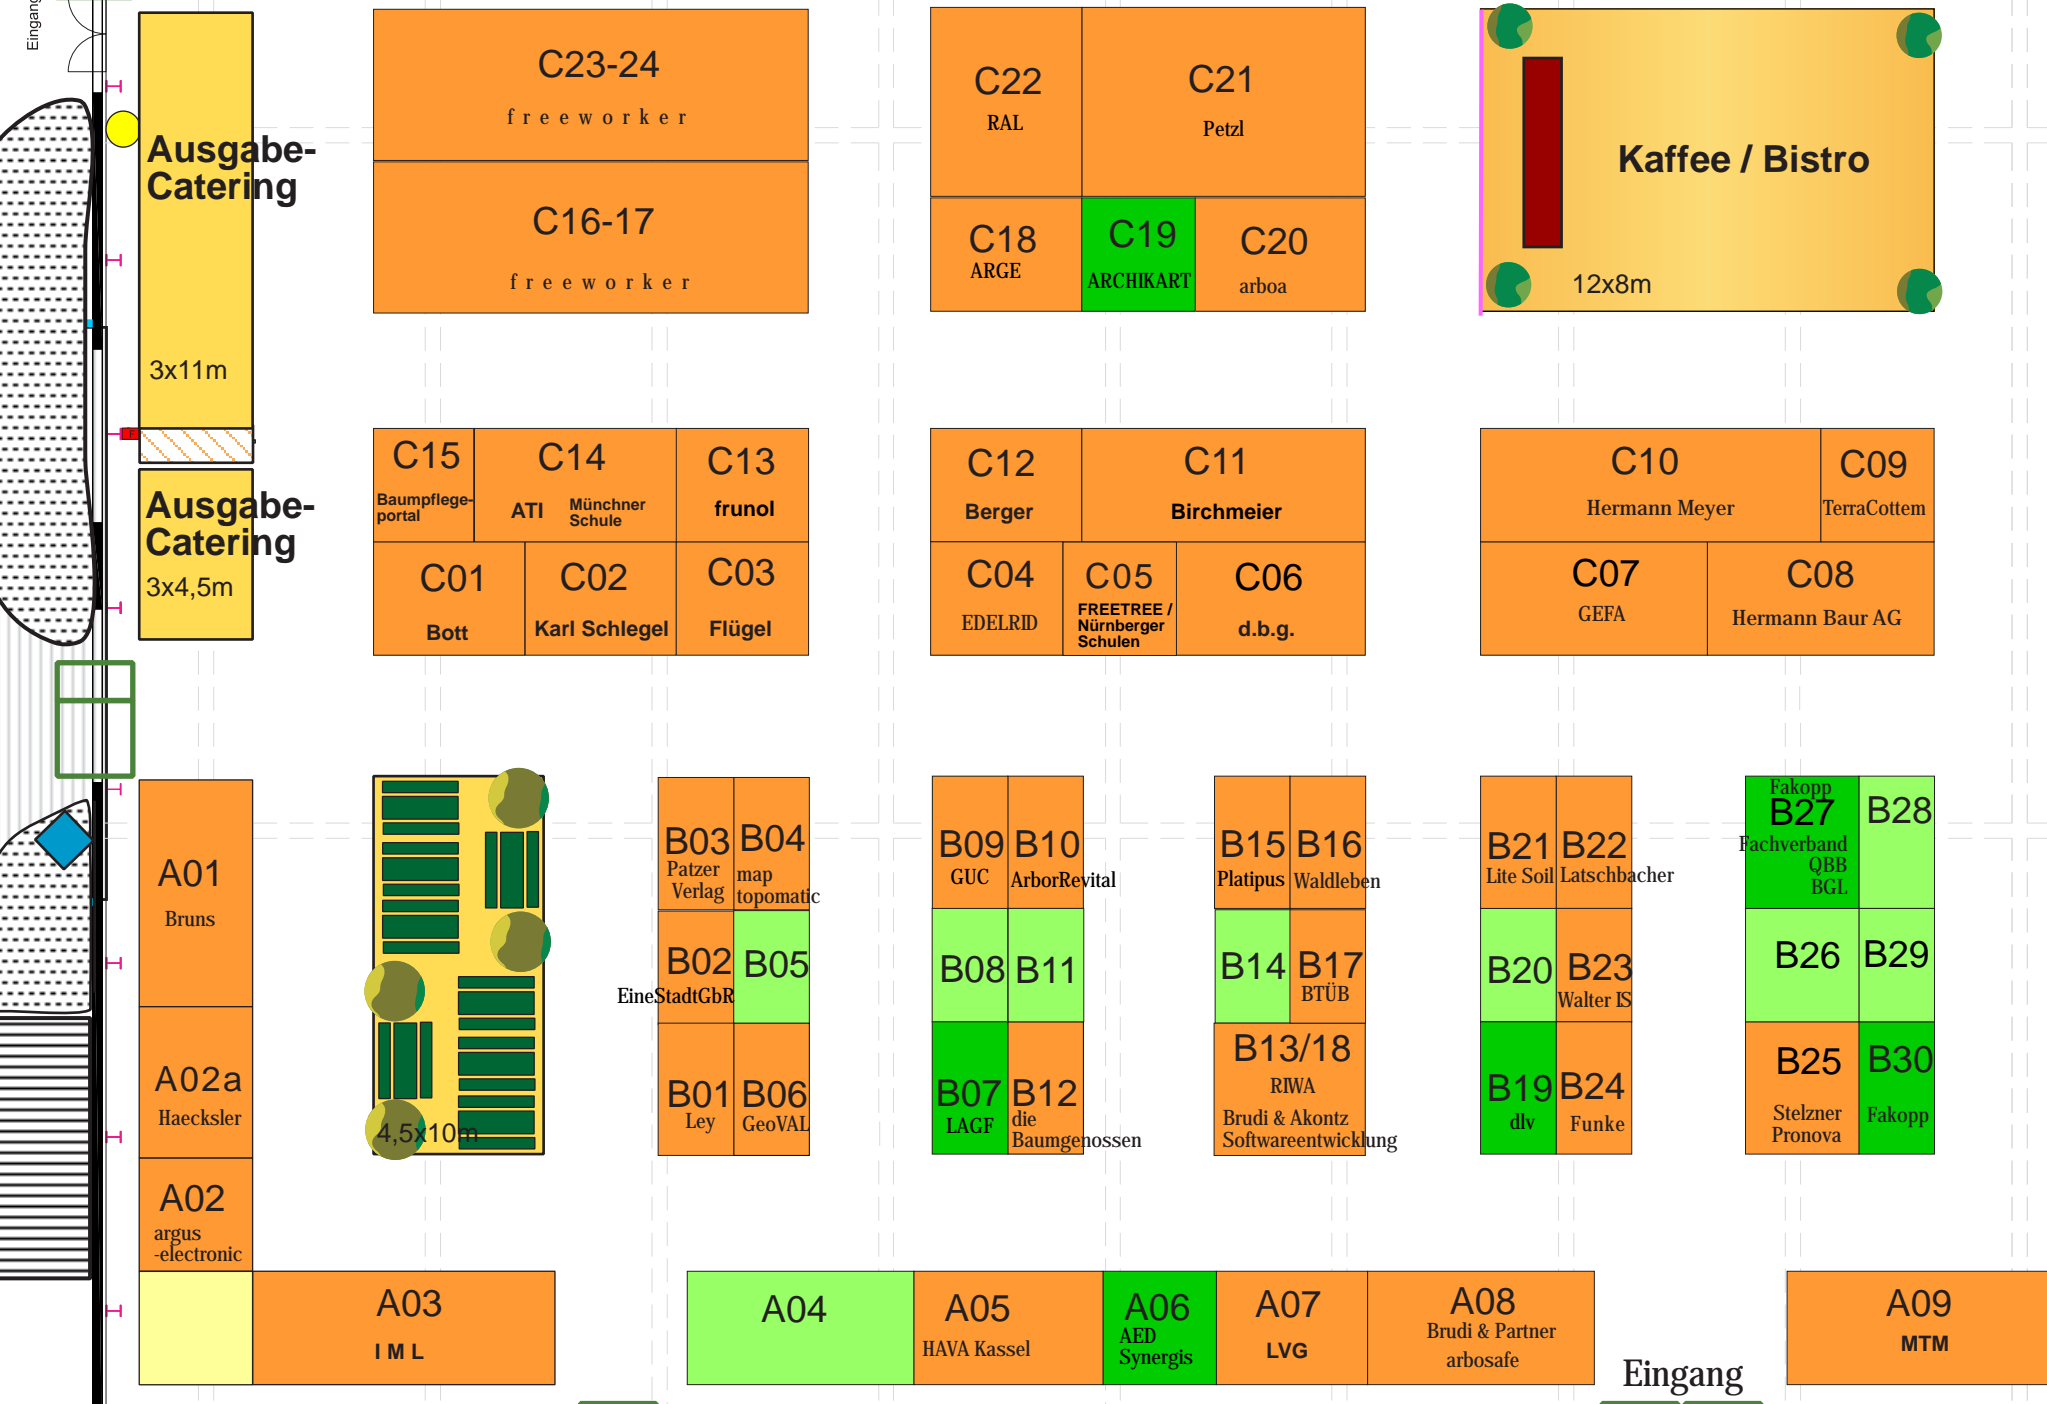 Eingang
C23-24
freeworker
C22
RAL
C21
Petzl
Kaffee / Bistro
12x8m
Ausgabe-
Catering
3x11m
C16-17
freeworker
C18
ARGE
C19
ARCHIKART
C20
arboa
F
Ausgabe-
Catering
3x4,5m
C15
Baumpflege-
portal
C14
ATI
Münchner
Schule
C13
frunol
C12
Berger
C11
Birchmeier
C10
Hermann Meyer
C09
TerraCottem
C01
Bott
C02
Karl Schlegel
C03
Flügel
C04
EDELRID
C05
FREETREE /
Nürnberger
Schulen
C06
d.b.g.
C07
GEFA
C08
Hermann Baur AG
A01
Bruns
A02a
Haecksler
A02
argus
-electronic
4,5x10m
B03
Patzer
Verlag
B04
map
topomatic
B02
EineStadtGbR
B05
B01
Ley
B06
GeoVAL
B09
GUC
B10
ArborRevital
B08
B11
B07
LAGF
B12
die
Baumgenossen
B15
Platipus
B16
Waldleben
B14
B17
BTÜB
B13/18
RIWA
Brudi & Akontz
Softwareentwicklung
B21
Lite Soil
B22
Latschbacher
B20
B23
Walter IS
B19
dlv
B24
Funke
Fakopp
B27
Fachverband
QBB
BGL
B28
B26
B29
B25
Stelzner
Pronova
B30
Fakopp
A03
IML
A04
A05
HAVA Kassel
A06
AED
Synergis
A07
LVG
A08
Brudi & Partner
arbosafe
Eingang
A09
MTM